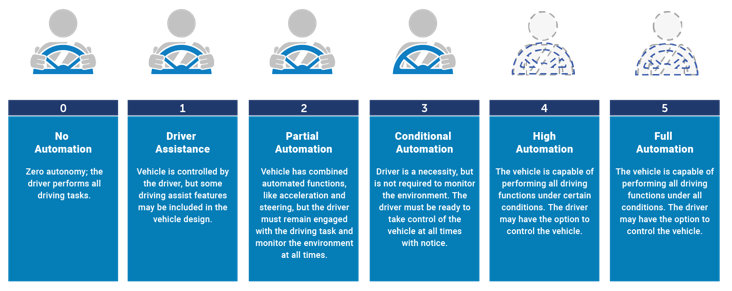 0
No
Automation
Zero autonomy; the
driver performs all
driving tasks.
1
Driver
Assistance
Vehicle is controlled by
the driver, but some
driving assist features
may be included in the
vehicle design.
2
Partial
Automation
Vehicle has combined
automated functions,
like acceleration and
steering, but the driver
must remain engaged
with the driving task and
monitor the environment
at all times.
3
Conditional
Automation
Driver is a necessity, but
is not required to monitor
the environment. The
driver must be ready to
take control of the
vehicle at all times
with notice.
4
High
Automation
The vehicle is capable of
performing all driving
functions under certain
conditions. The driver
may have the option to
control the vehicle.
5
Full
Automation
The vehicle is capable of
performing all driving
functions under all
conditions. The driver
may have the option to
control the vehicle.